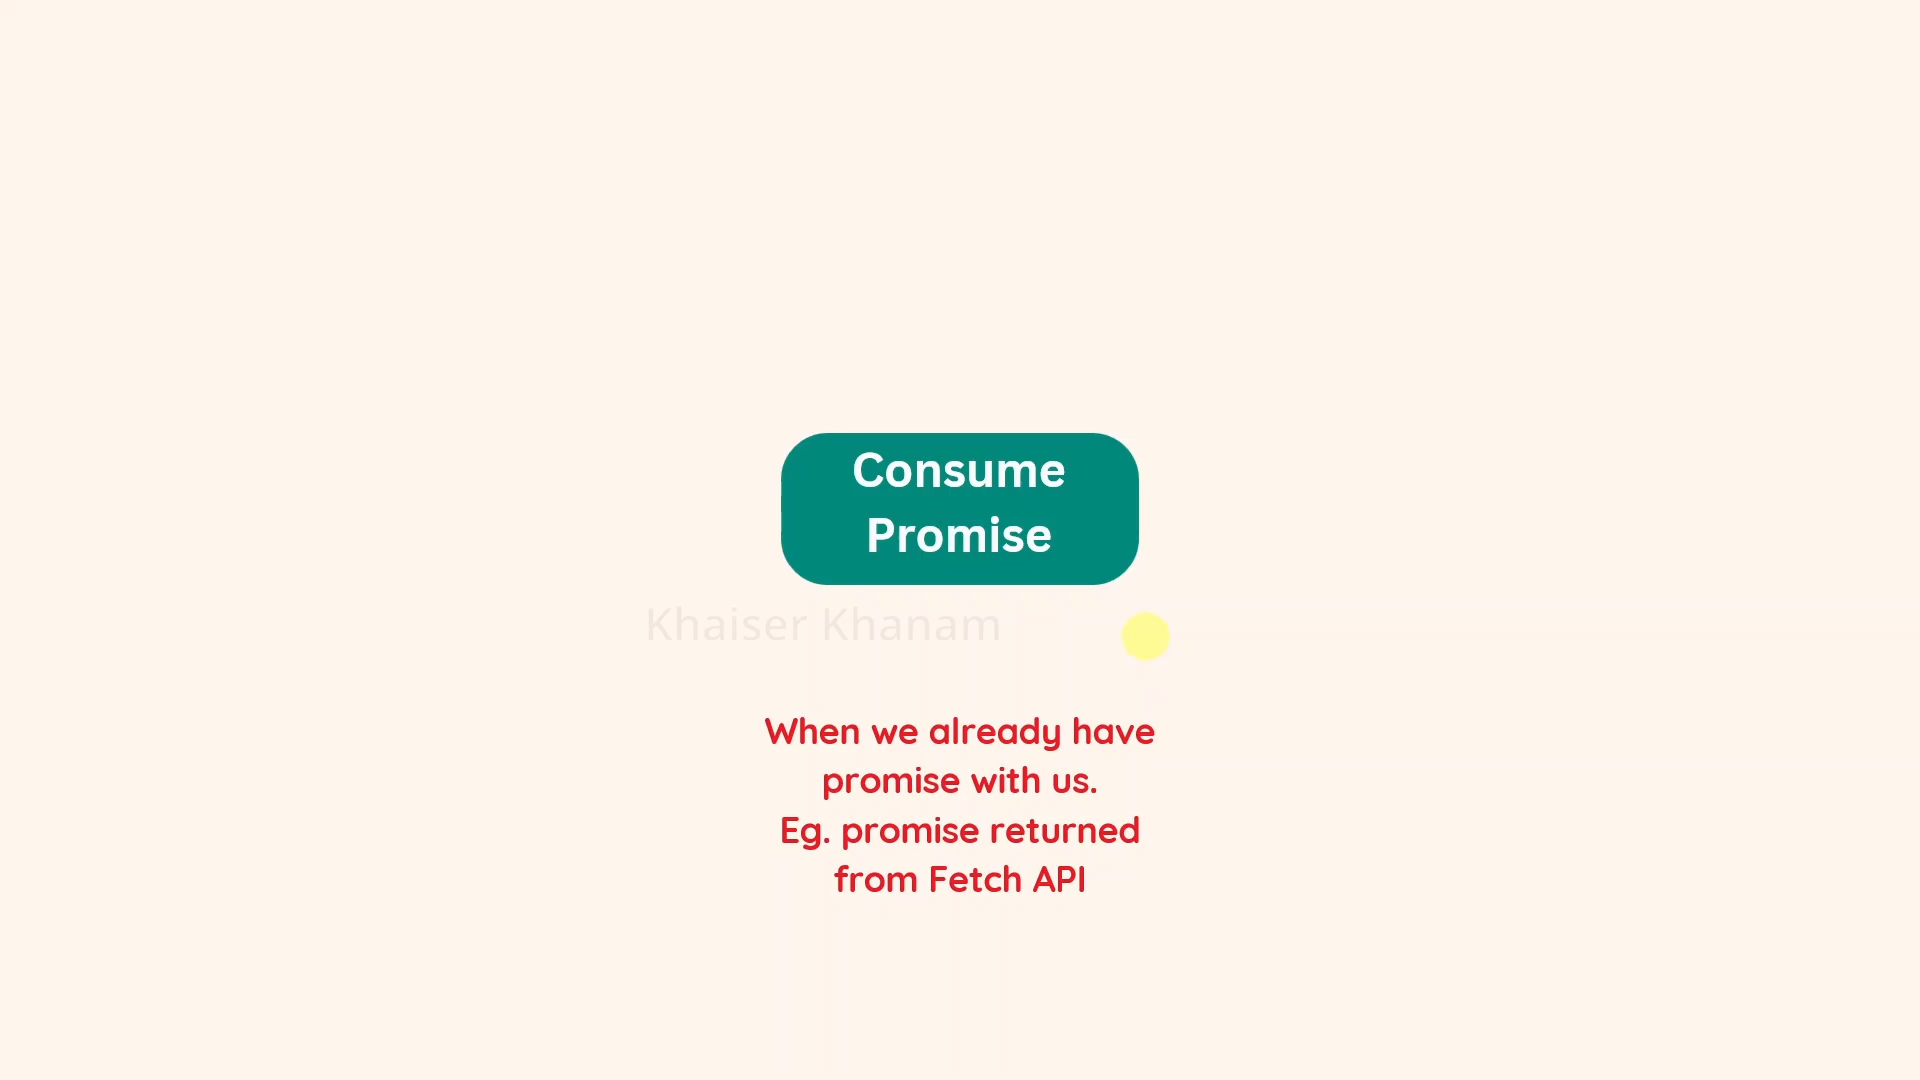 Consume
Promise
Khaiser Khanam
When we already have
promise with us.
Eg. promise returned
from Fetch API